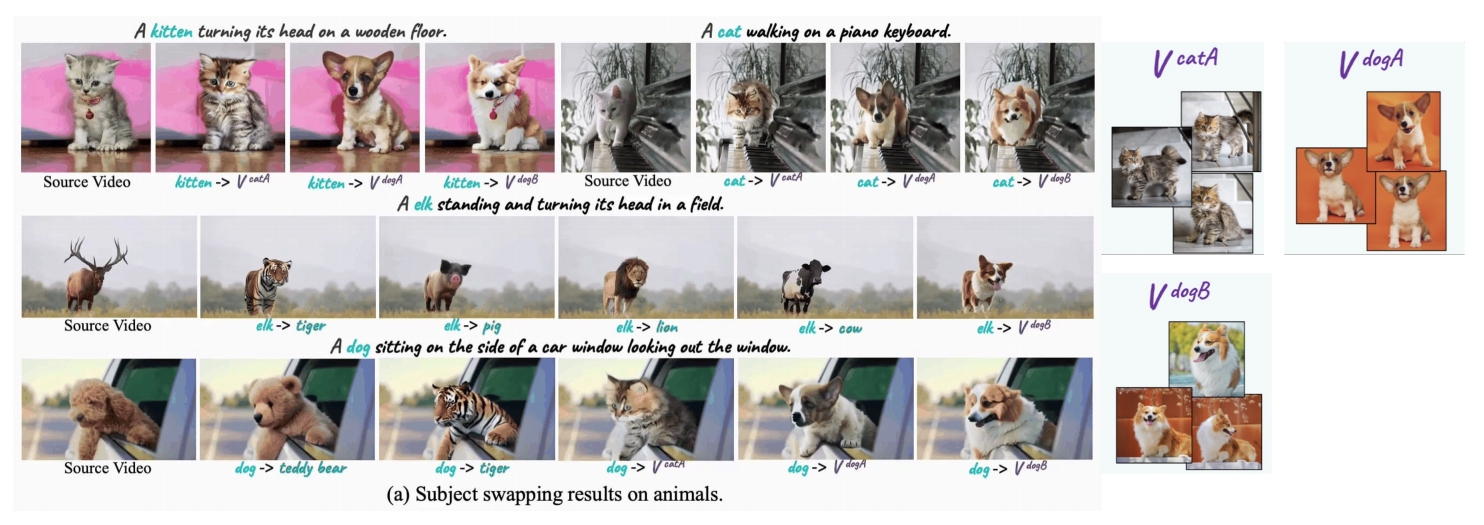 A kitten turning its head on a wooden floor.
A cat walking on a piano keyboard.
Source Video
kitten -> V catA
kitten -> V dogA
kitten -> V dogB
Source Video
cat -> V catA
cat -> V dogA
cat -> V dogB
A elk standing and turning its head in a field.
Source Video
elk -> tiger
elk -> pig
elk -> lion
elk -> cow
elk -> V dogB
A dog sitting on the side of a car window looking out the window.
Source Video
dog -> teddy bear
dog -> tiger
dog -> V catA
dog -> V dogA
dog -> V dogB
(a) Subject swapping results on animals.
V catA
V dogA
V dogB